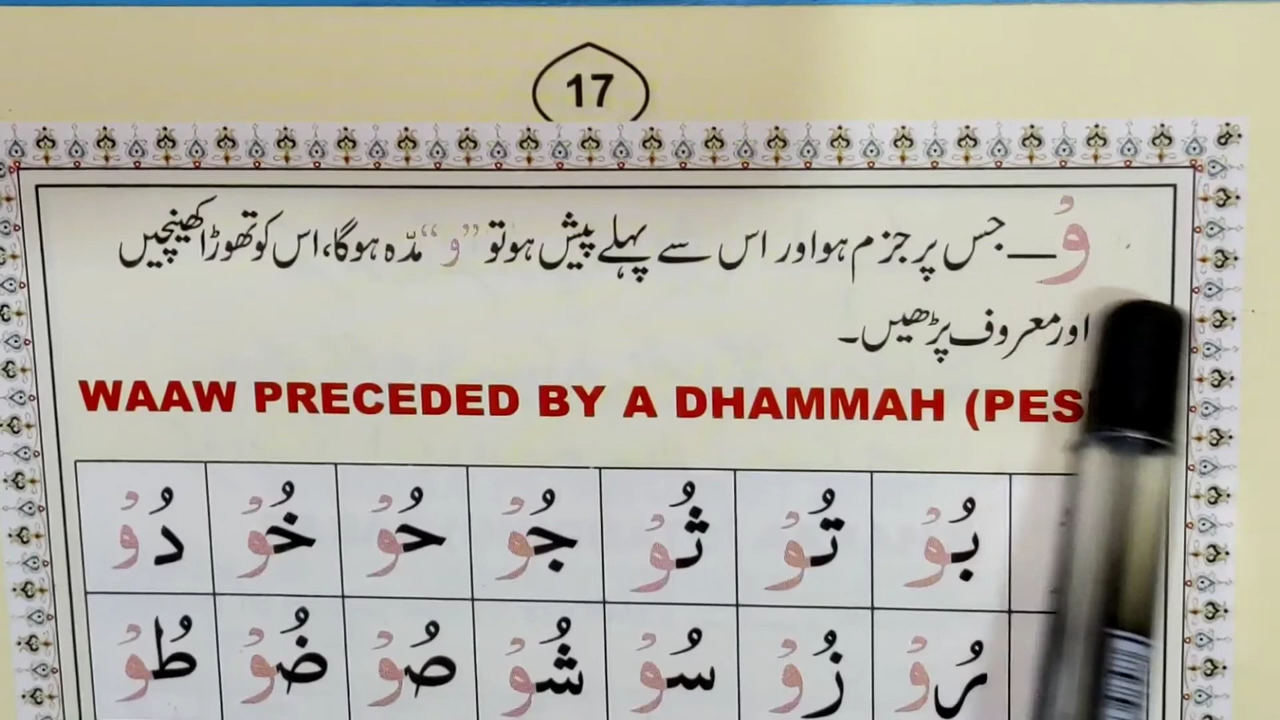 17
وْ ــ جس پر جزم ہو اور اس سے پہلے پیش ہو تو ”و“ مدّہ ہوگا، اس کو تھوڑا کھینچیں
اور معروف پڑھیں۔
WAAW PRECEDED BY A DHAMMAH (PES
بُوْ تُوْ ثُوْ جُوْ حُوْ خُوْ دُوْ
رُوْ زُوْ سُوْ شُوْ صُوْ ضُوْ طُوْ